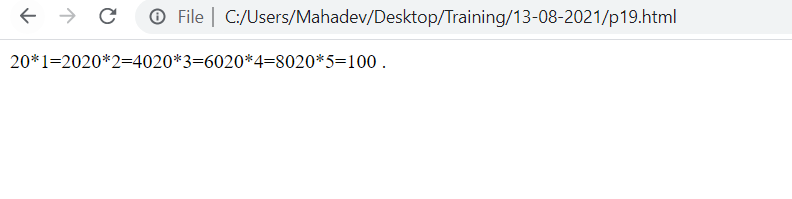 File | C:/Users/Mahadev/Desktop/Training/13-08-2021/p19.html
20*1=2020*2=4020*3=6020*4=8020*5=100 .